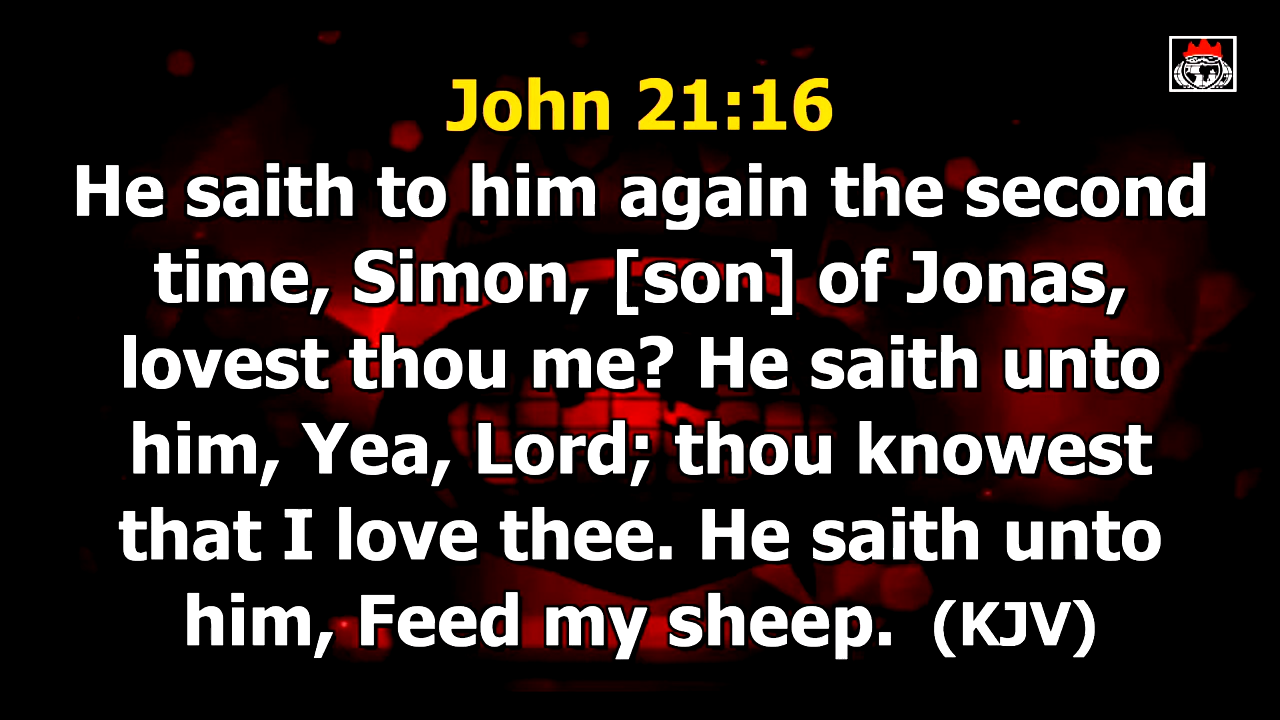 John 21:16
He saith to him again the second
time, Simon, [son] of Jonas,
lovest thou me? He saith unto
him, Yea, Lord; thou knowest
that I love thee. He saith unto
him, Feed my sheep. (KJV)